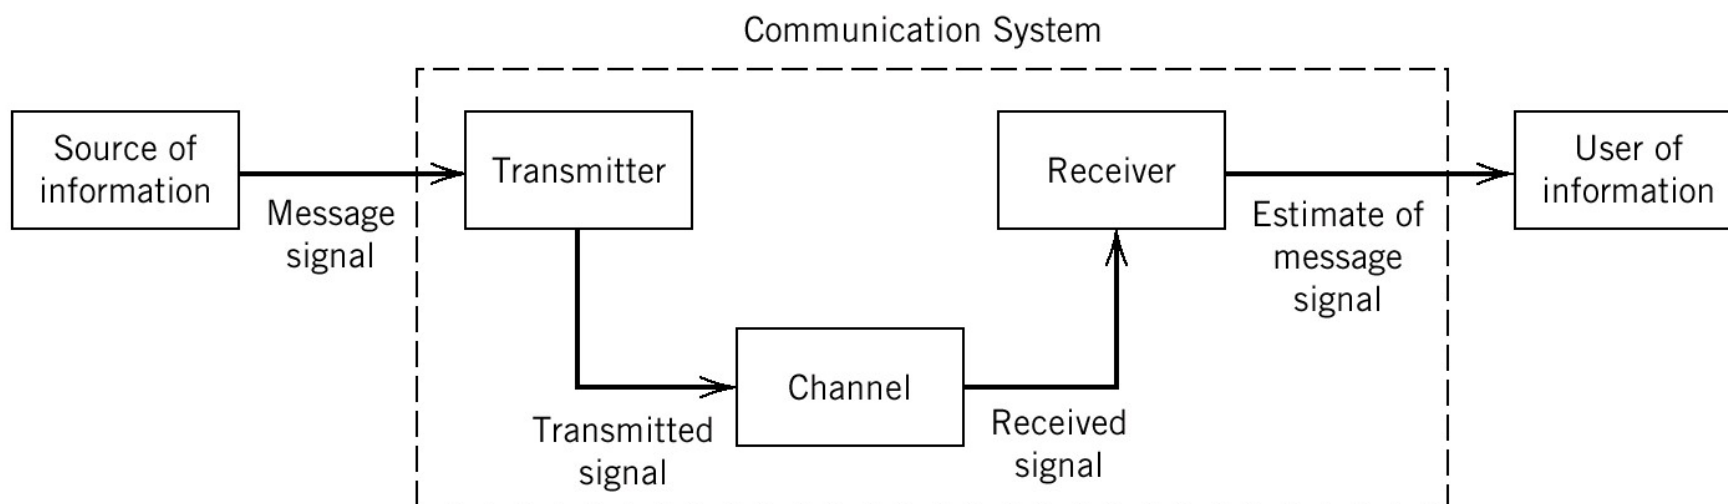 Communication System
Source of
information
Message
signal
Transmitter
Transmitted
signal
Channel
Received
signal
Receiver
Estimate of
message
signal
User of
information